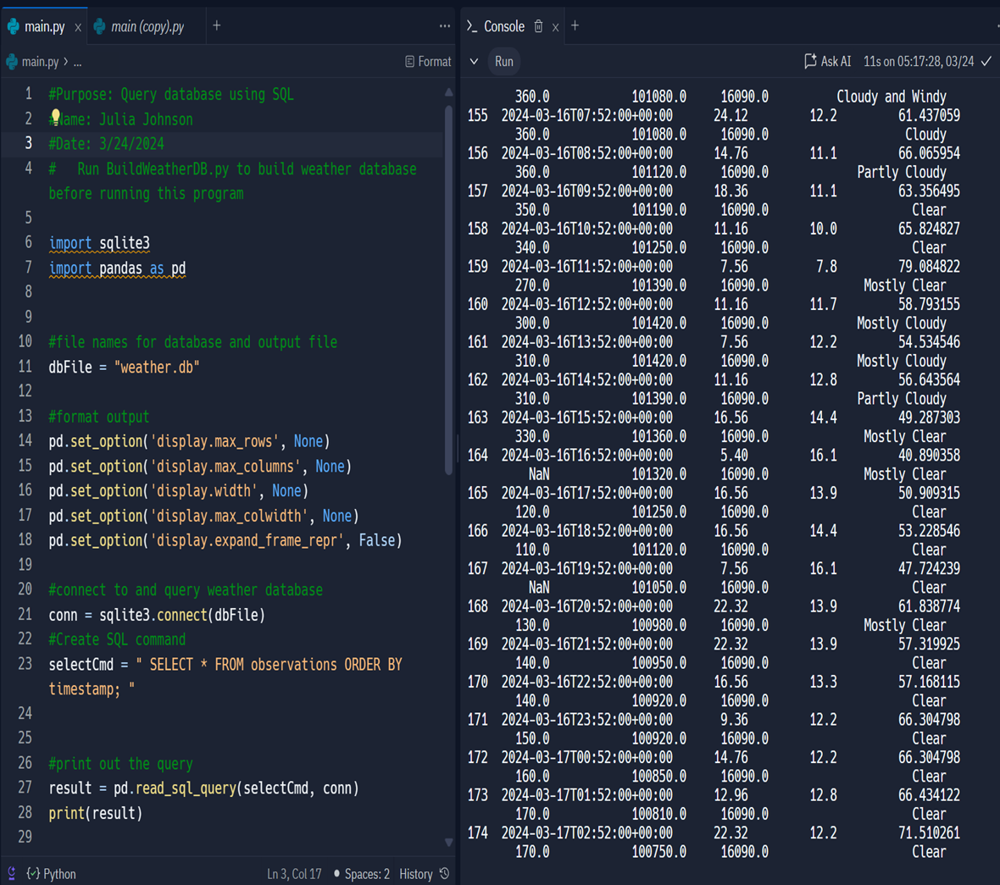 main.py × main (copy).py +
main.py > ...
Format
1 #Purpose: Query database using SQL
2 #Name: Julia Johnson
3 #Date: 3/24/2024
4 #   Run BuildWeatherDB.py to build weather database
before running this program
5
6 import sqlite3
7 import pandas as pd
8
9
10 #file names for database and output file
11 dbFile = "weather.db"
12
13 #format output
14 pd.set_option('display.max_rows', None)
15 pd.set_option('display.max_columns', None)
16 pd.set_option('display.width', None)
17 pd.set_option('display.max_colwidth', None)
18 pd.set_option('display.expand_frame_repr', False)
19
20 #connect to and query weather database
21 conn = sqlite3.connect(dbFile)
22 #Create SQL command
23 selectCmd = " SELECT * FROM observations ORDER BY
timestamp; "
24
25
26 #print out the query
27 result = pd.read_sql_query(selectCmd, conn)
28 print(result)
29
Python Ln 3, Col 17 • Spaces: 2 History
Console × +
Run Ask AI 11s on 05:17:28, 03/24 ✓
360.0 101080.0 16090.0 Cloudy and Windy
155 2024-03-16T07:52:00+00:00 24.12 12.2 61.437059
360.0 101080.0 16090.0 Cloudy
156 2024-03-16T08:52:00+00:00 14.76 11.1 66.065954
360.0 101120.0 16090.0 Partly Cloudy
157 2024-03-16T09:52:00+00:00 18.36 11.1 63.356495
350.0 101190.0 16090.0 Clear
158 2024-03-16T10:52:00+00:00 11.16 10.0 65.824827
340.0 101250.0 16090.0 Clear
159 2024-03-16T11:52:00+00:00 7.56 7.8 79.084822
270.0 101390.0 16090.0 Mostly Clear
160 2024-03-16T12:52:00+00:00 11.16 11.7 58.793155
300.0 101420.0 16090.0 Mostly Cloudy
161 2024-03-16T13:52:00+00:00 7.56 12.2 54.534546
310.0 101420.0 16090.0 Mostly Cloudy
162 2024-03-16T14:52:00+00:00 11.16 12.8 56.643564
310.0 101390.0 16090.0 Partly Cloudy
163 2024-03-16T15:52:00+00:00 16.56 14.4 49.287303
330.0 101360.0 16090.0 Mostly Clear
164 2024-03-16T16:52:00+00:00 5.40 16.1 40.890358
NaN 101320.0 16090.0 Mostly Clear
165 2024-03-16T17:52:00+00:00 16.56 13.9 50.909315
120.0 101250.0 16090.0 Clear
166 2024-03-16T18:52:00+00:00 16.56 14.4 53.228546
110.0 101120.0 16090.0 Clear
167 2024-03-16T19:52:00+00:00 7.56 16.1 47.724239
NaN 101050.0 16090.0 Clear
168 2024-03-16T20:52:00+00:00 22.32 13.9 61.838774
130.0 100980.0 16090.0 Mostly Clear
169 2024-03-16T21:52:00+00:00 22.32 13.9 57.319925
140.0 100950.0 16090.0 Clear
170 2024-03-16T22:52:00+00:00 16.56 13.3 57.168115
140.0 100920.0 16090.0 Clear
171 2024-03-16T23:52:00+00:00 9.36 12.2 66.304798
150.0 100920.0 16090.0 Clear
172 2024-03-17T00:52:00+00:00 14.76 12.2 66.304798
160.0 100850.0 16090.0 Clear
173 2024-03-17T01:52:00+00:00 12.96 12.8 66.434122
170.0 100810.0 16090.0 Clear
174 2024-03-17T02:52:00+00:00 22.32 12.2 71.510261
170.0 100750.0 16090.0 Clear